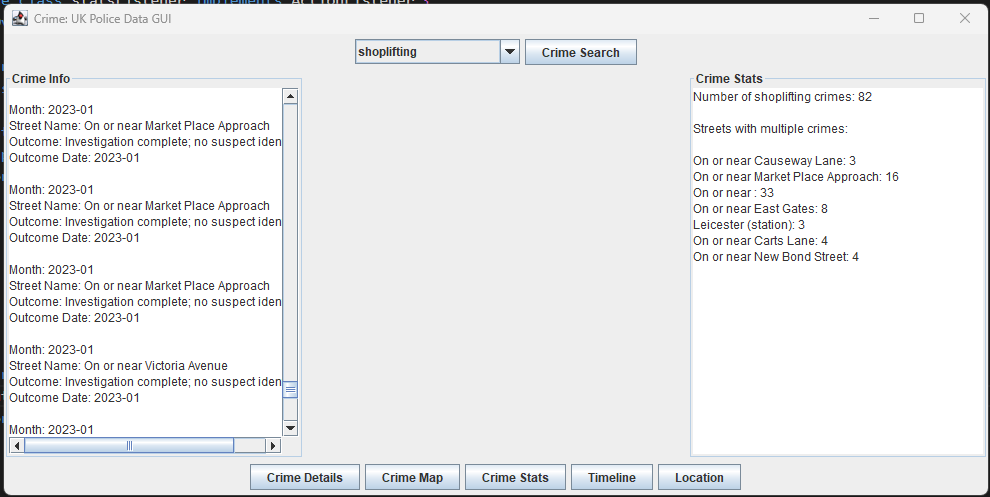 Crime: UK Police Data GUI
shoplifting
Crime Search
Crime Info
Month: 2023-01
Street Name: On or near Market Place Approach
Outcome: Investigation complete; no suspect iden
Outcome Date: 2023-01
Month: 2023-01
Street Name: On or near Market Place Approach
Outcome: Investigation complete; no suspect iden
Outcome Date: 2023-01
Month: 2023-01
Street Name: On or near Market Place Approach
Outcome: Investigation complete; no suspect iden
Outcome Date: 2023-01
Month: 2023-01
Street Name: On or near Victoria Avenue
Outcome: Investigation complete; no suspect iden
Outcome Date: 2023-01
Month: 2023-01
Crime Stats
Number of shoplifting crimes: 82
Streets with multiple crimes:
On or near Causeway Lane: 3
On or near Market Place Approach: 16
On or near : 33
On or near East Gates: 8
Leicester (station): 3
On or near Carts Lane: 4
On or near New Bond Street: 4
Crime Details
Crime Map
Crime Stats
Timeline
Location